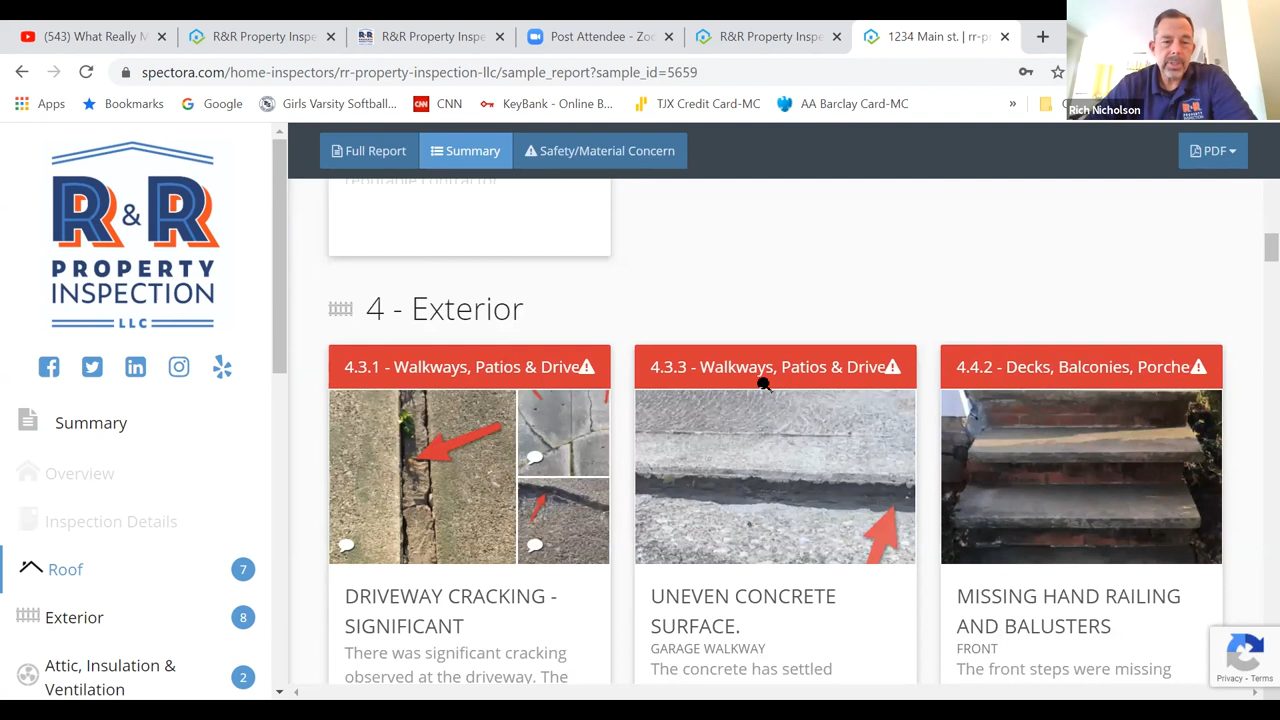 (543) What Really M
R&R Property Inspe
R&R Property Inspe
Post Attendee - Zoo
R&R Property Inspe
1234 Main st. | rr-p
spectora.com/home-inspectors/rr-property-inspection-llc/sample_report?sample_id=5659
Apps
Bookmarks
Google
Girls Varsity Softball...
CNN
CNN
KeyBank - Online B...
TJX Credit Card-MC
AA Barclay Card-MC
»
R&R
PROPERTY
Rich Nicholson
R&R
PROPERTY
INSPECTION
LLC
Full Report
Summary
Safety/Material Concern
PDF
reputable contractor.
4 - Exterior
4.3.1 - Walkways, Patios & Drive
4.3.3 - Walkways, Patios & Drive
4.4.2 - Decks, Balconies, Porche
DRIVEWAY CRACKING -
SIGNIFICANT
There was significant cracking
observed at the driveway. The
UNEVEN CONCRETE
SURFACE.
GARAGE WALKWAY
The concrete has settled
MISSING HAND RAILING
AND BALUSTERS
FRONT
The front steps were missing
Summary
Overview
Inspection Details
Roof
7
Exterior
8
Attic, Insulation &
Ventilation
2
Privacy - Terms